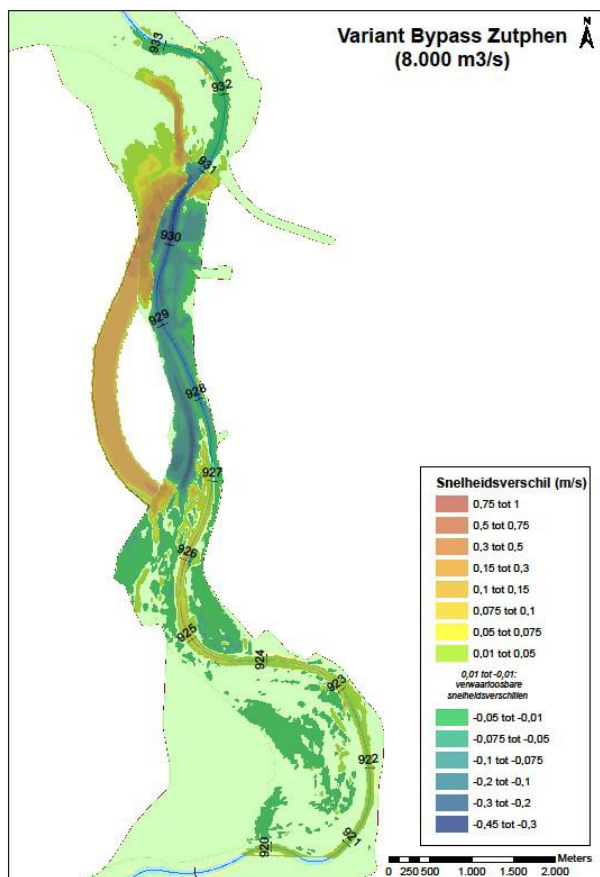 Variant Bypass Zutphen
(8.000 m3/s)
N
933
932
931
930
929
928
927
926
925
924
923
922
921
920
Snelheidsverschil (m/s)
0,75 tot 1
0,5 tot 0,75
0,3 tot 0,5
0,15 tot 0,3
0,1 tot 0,15
0,075 tot 0,1
0,05 tot 0,075
0,01 tot 0,05
0,01 tot -0,01:
verwaarloosbare
snelheidsverschillen
-0,05 tot -0,01
-0,075 tot -0,05
-0,1 tot -0,075
-0,2 tot -0,1
-0,3 tot -0,2
-0,45 tot -0,3
Meters
0 250 500 1.000 1.500 2.000